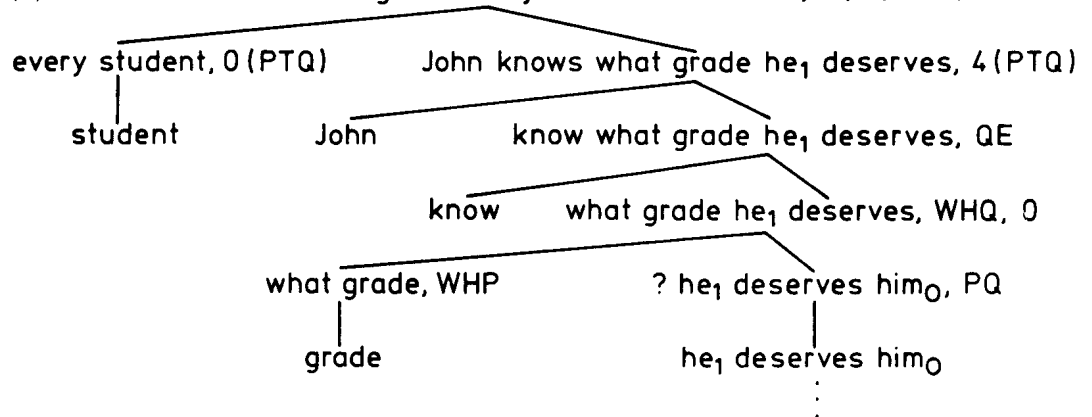 every student, 0 (PTQ) John knows what grade he₁ deserves, 4 (PTQ)
student John know what grade he₁ deserves, QE
know what grade he₁ deserves, WHQ, 0
what grade, WHP ? he₁ deserves him₀, PQ
grade he₁ deserves him₀